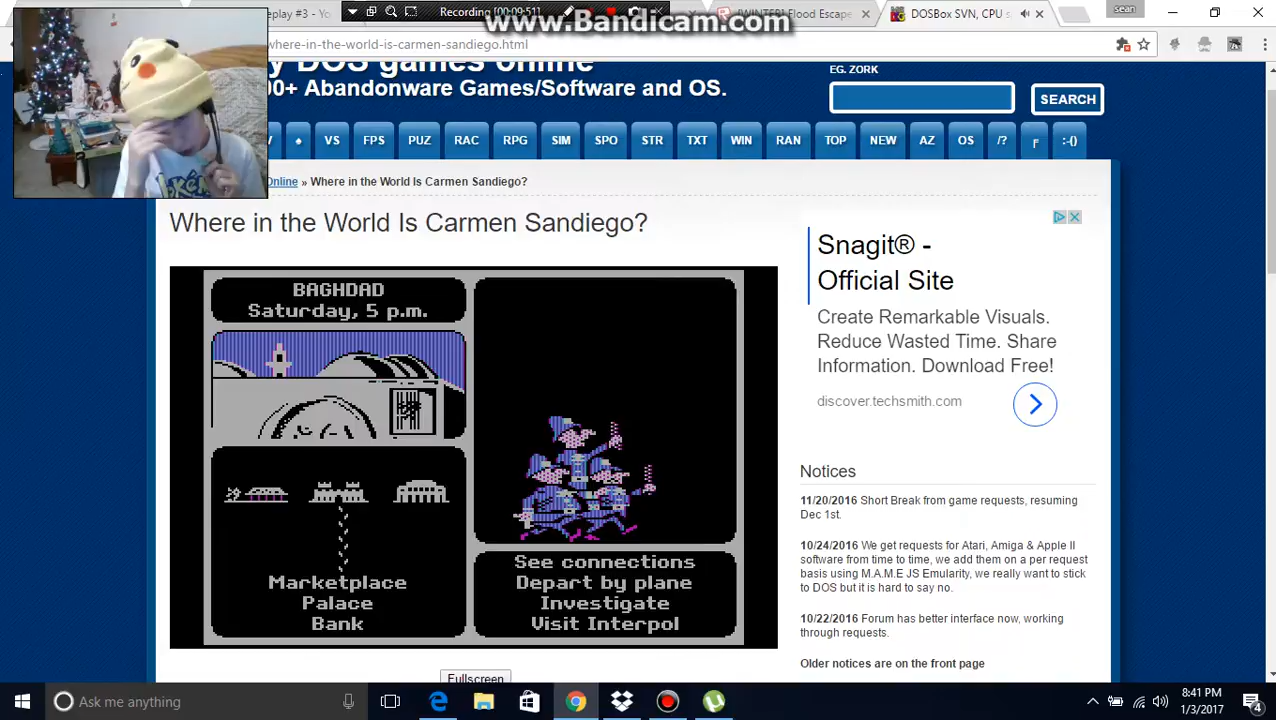 eplay #3 -
Recording [00:09:51]
www.Bandicam.com
[WINTER] Flood Escape
DOSBox SVN, CPU s
sean
where-in-the-world-is-carmen-sandiego.html
y DOS games online
00+ Abandonware Games/Software and OS.
EG. ZORK
SEARCH
V ♠ VS FPS PUZ RAC RPG SIM SPO STR TXT WIN RAN TOP NEW AZ OS /? :-()
Online » Where in the World Is Carmen Sandiego?
Where in the World Is Carmen Sandiego?
BAGHDAD
Saturday, 5 p.m.
Marketplace
Palace
Bank
See connections
Depart by plane
Investigate
Visit Interpol
Fullscreen
Snagit® -
Official Site
Create Remarkable Visuals.
Reduce Wasted Time. Share
Information. Download Free!
discover.techsmith.com
Notices
11/20/2016 Short Break from game requests, resuming
Dec 1st.
10/24/2016 We get requests for Atari, Amiga & Apple II
software from time to time, we add them on a per request
basis using M.A.M.E JS Emularity, we really want to stick
to DOS but it is hard to say no.
10/22/2016 Forum has better interface now, working
through requests.
Older notices are on the front page
Ask me anything
8:41 PM
1/3/2017
4